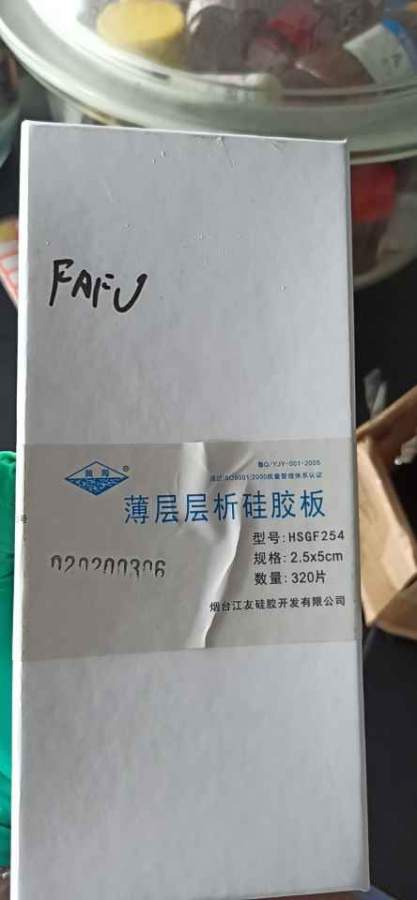 FAFU
鲁Q/YJY-001-2005
通过ISO9001:2000质量管理体系认证
®
薄层层析硅胶板
型号:HSGF254
规格:2.5x5cm
数量:320片
020200306
烟台江友硅胶开发有限公司